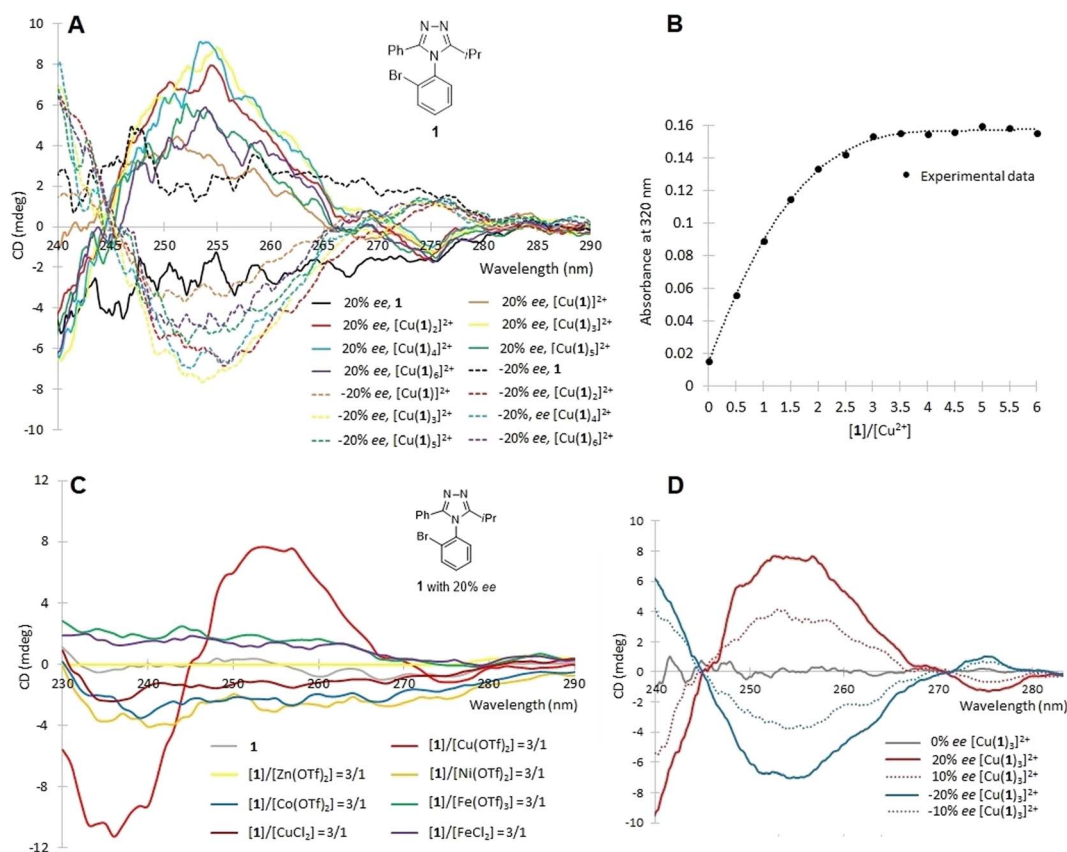 A
10
8
6
4
2
0
-2
-4
-6
-8
-10
CD (mdeg)
240 245 250 255 260 265 270 275 280 285 290
Wavelength (nm)
N–N
Ph
N
iPr
Br
1
20% ee, 1
20% ee, [Cu(1)]²⁺
20% ee, [Cu(1)₂]²⁺
20% ee, [Cu(1)₃]²⁺
20% ee, [Cu(1)₄]²⁺
20% ee, [Cu(1)₅]²⁺
20% ee, [Cu(1)₆]²⁺
-20% ee, 1
-20% ee, [Cu(1)]²⁺
-20% ee, [Cu(1)₂]²⁺
-20% ee, [Cu(1)₃]²⁺
-20%, ee [Cu(1)₄]²⁺
-20% ee, [Cu(1)₅]²⁺
-20% ee, [Cu(1)₆]²⁺
B
0.16
0.14
0.12
0.1
0.08
0.06
0.04
0.02
0
Absorbance at 320 nm
Experimental data
0 0.5 1 1.5 2 2.5 3 3.5 4 4.5 5 5.5 6
[1]/[Cu²⁺]
C
12
8
4
0
-4
-8
-12
CD (mdeg)
230 240 250 260 270 280 290
Wavelength (nm)
N–N
Ph
N
iPr
Br
1 with 20% ee
1
[1]/[Cu(OTf)₂] =3/1
[1]/[Zn(OTf)₂] =3/1
[1]/[Ni(OTf)₂] =3/1
[1]/[Co(OTf)₂] =3/1
[1]/[Fe(OTf)₃] =3/1
[1]/[CuCl₂] =3/1
[1]/[FeCl₂] =3/1
D
10
8
6
4
2
0
-2
-4
-6
-8
-10
CD (mdeg)
240 250 260 270 280
Wavelength (nm)
0% ee [Cu(1)₃]²⁺
20% ee [Cu(1)₃]²⁺
10% ee [Cu(1)₃]²⁺
-20% ee [Cu(1)₃]²⁺
-10% ee [Cu(1)₃]²⁺